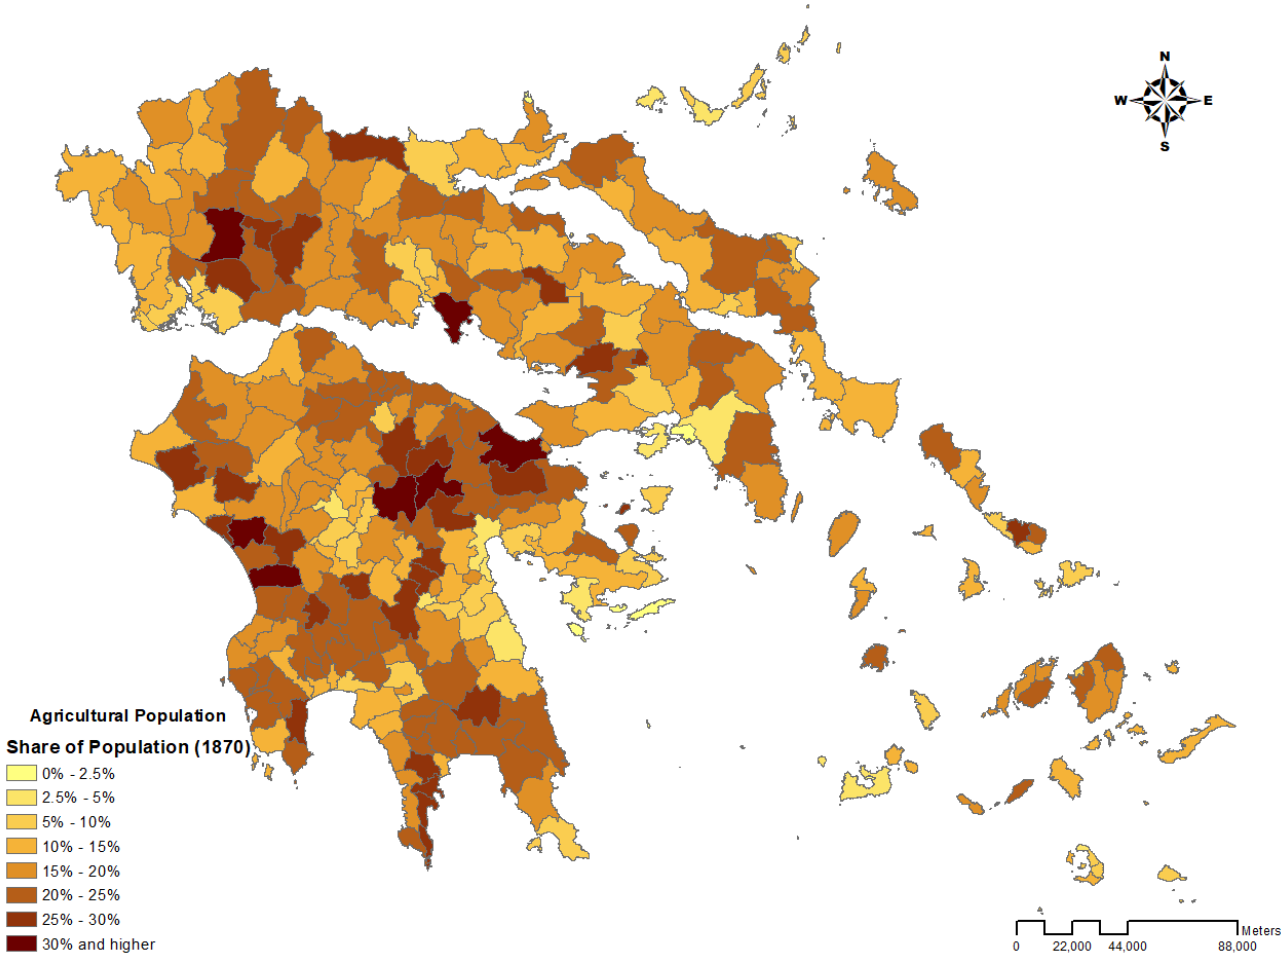 N
W E
S
Agricultural Population
Share of Population (1870)
0% - 2.5%
2.5% - 5%
5% - 10%
10% - 15%
15% - 20%
20% - 25%
25% - 30%
30% and higher
Meters
0 22,000 44,000 88,000